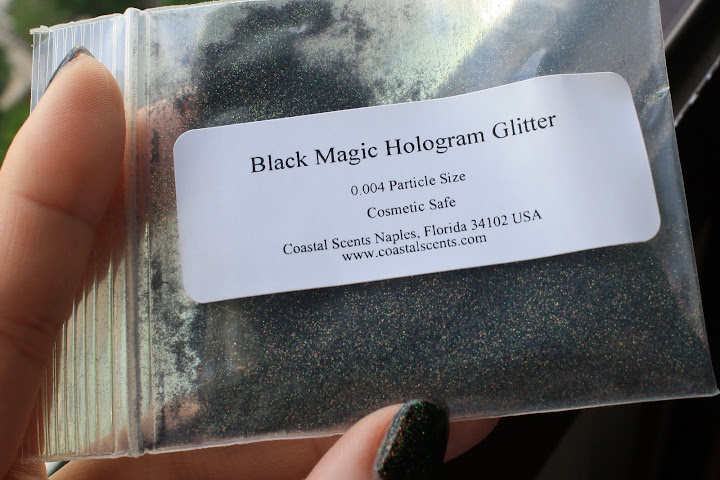 Black Magic Hologram Glitter
0.004 Particle Size
Cosmetic Safe
Coastal Scents Naples, Florida 34102 USA
www.coastalscents.com